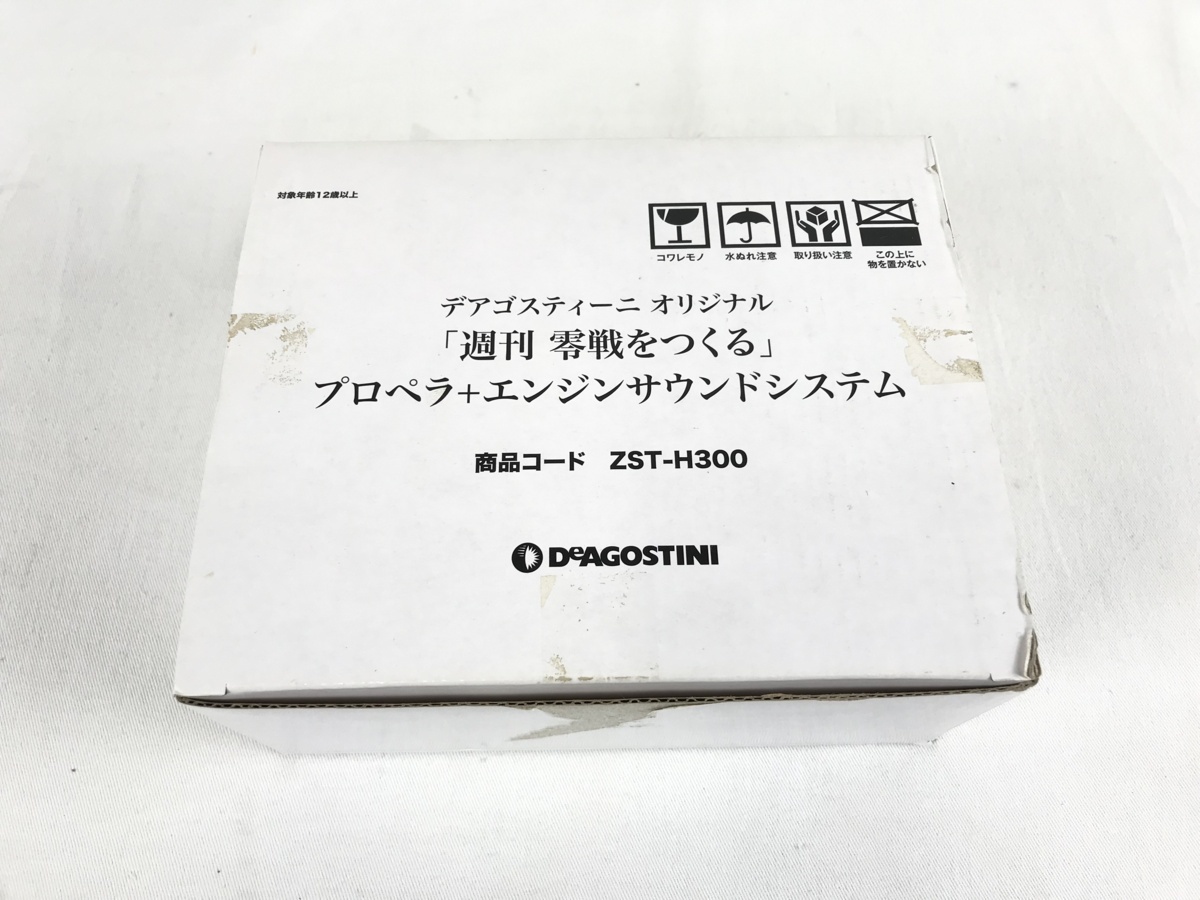 対象年齢12歳以上
コワレモノ
水ぬれ注意
取り扱い注意
この上に
物を置かない
デアゴスティーニ オリジナル
「週刊 零戦をつくる」
プロペラ+エンジンサウンドシステム
商品コード ZST-H300
DeAGOSTINI